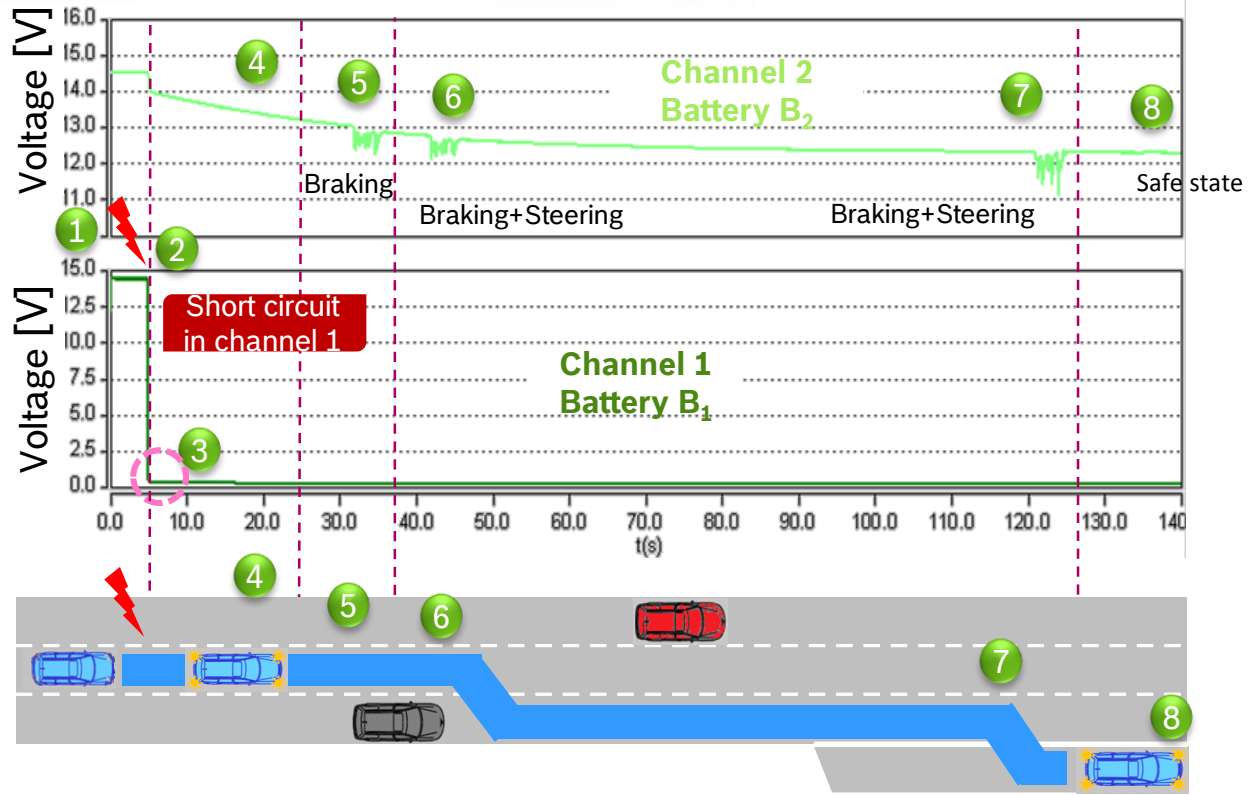 Voltage [V]
16.0
15.0
14.0
13.0
12.0
11.0
4
5
6
7
8
Channel 2
Battery B₂
Braking
Braking+Steering
Braking+Steering
Safe state
1
2
Voltage [V]
15.0
12.5
10.0
7.5
5.0
2.5
0.0
Short circuit
in channel 1
Channel 1
Battery B₁
3
0.0 10.0 20.0 30.0 40.0 50.0 60.0 70.0 80.0 90.0 100.0 110.0 120.0 130.0 140
t(s)
4
5
6
7
8